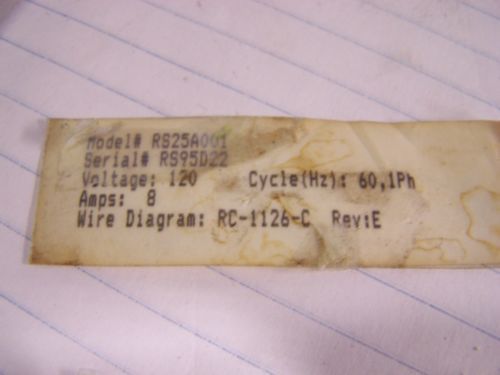 Model# RS25A001
Serial# RS95D22
Voltage: 120 Cycle(Hz): 60,1Ph
Amps: 8
Wire Diagram: RC-1126-C Rev:E